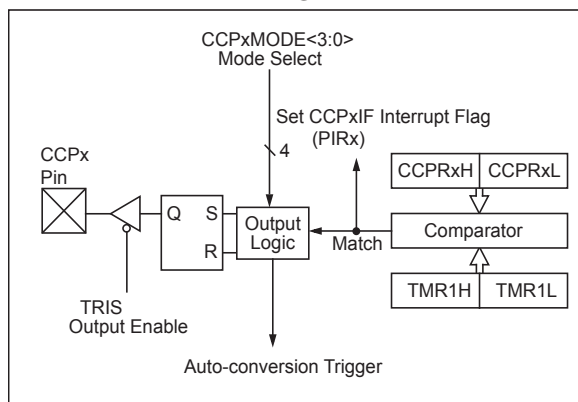 CCPxMODE<3:0>
Mode Select
Set CCPxIF Interrupt Flag
(PIRx)
4
CCPx
Pin
CCPRxH CCPRxL
Q S
R
Output
Logic
Match
Comparator
TMR1H TMR1L
TRIS
Output Enable
Auto-conversion Trigger